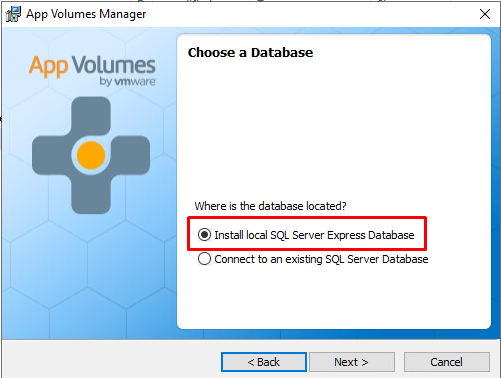 App Volumes Manager
App Volumes
by vmware
Choose a Database
Where is the database located?
Install local SQL Server Express Database
Connect to an existing SQL Server Database
< Back
Next >
Cancel